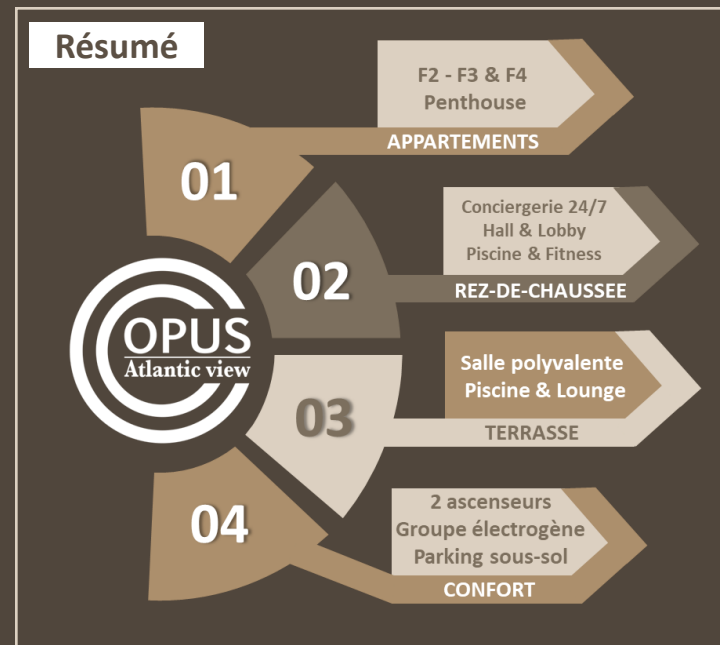 Résumé
01
F2 - F3 & F4
Penthouse
APPARTEMENTS
02
Conciergerie 24/7
Hall & Lobby
Piscine & Fitness
REZ-DE-CHAUSSEE
OPUS
Atlantic view
03
Salle polyvalente
Piscine & Lounge
TERRASSE
04
2 ascenseurs
Groupe électrogène
Parking sous-sol
CONFORT